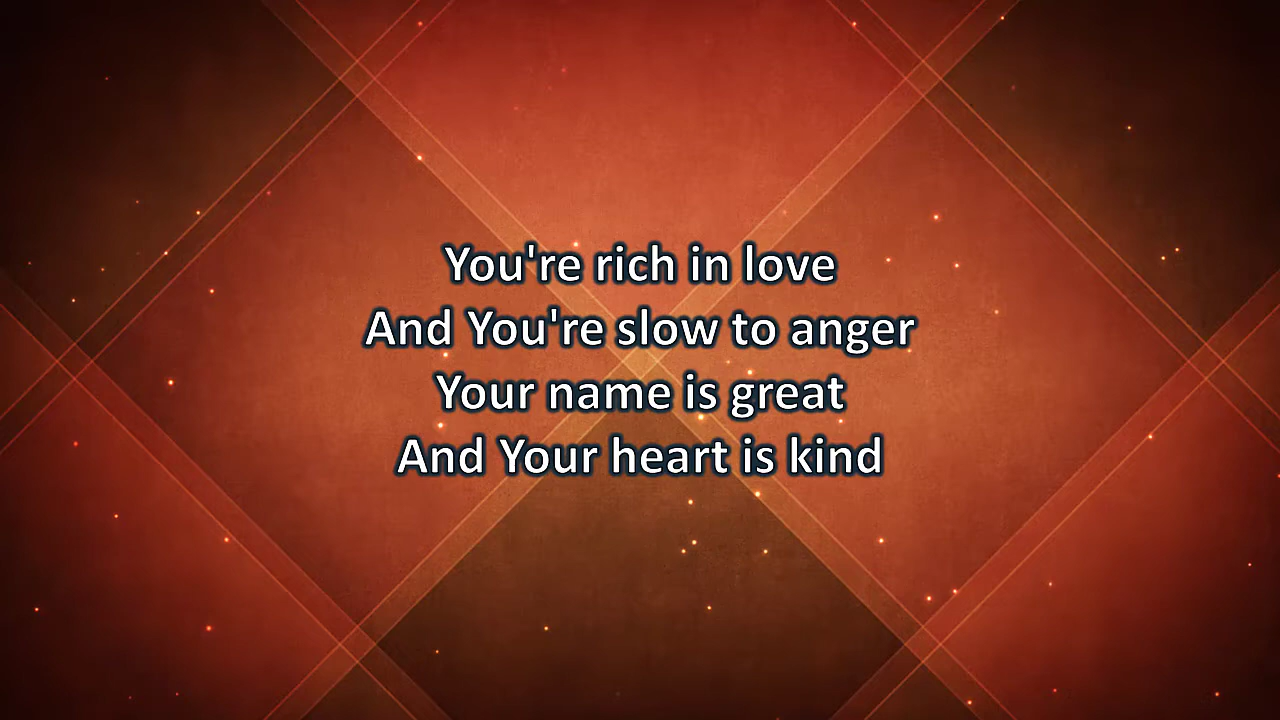 You're rich in love
And You're slow to anger
Your name is great
And Your heart is kind